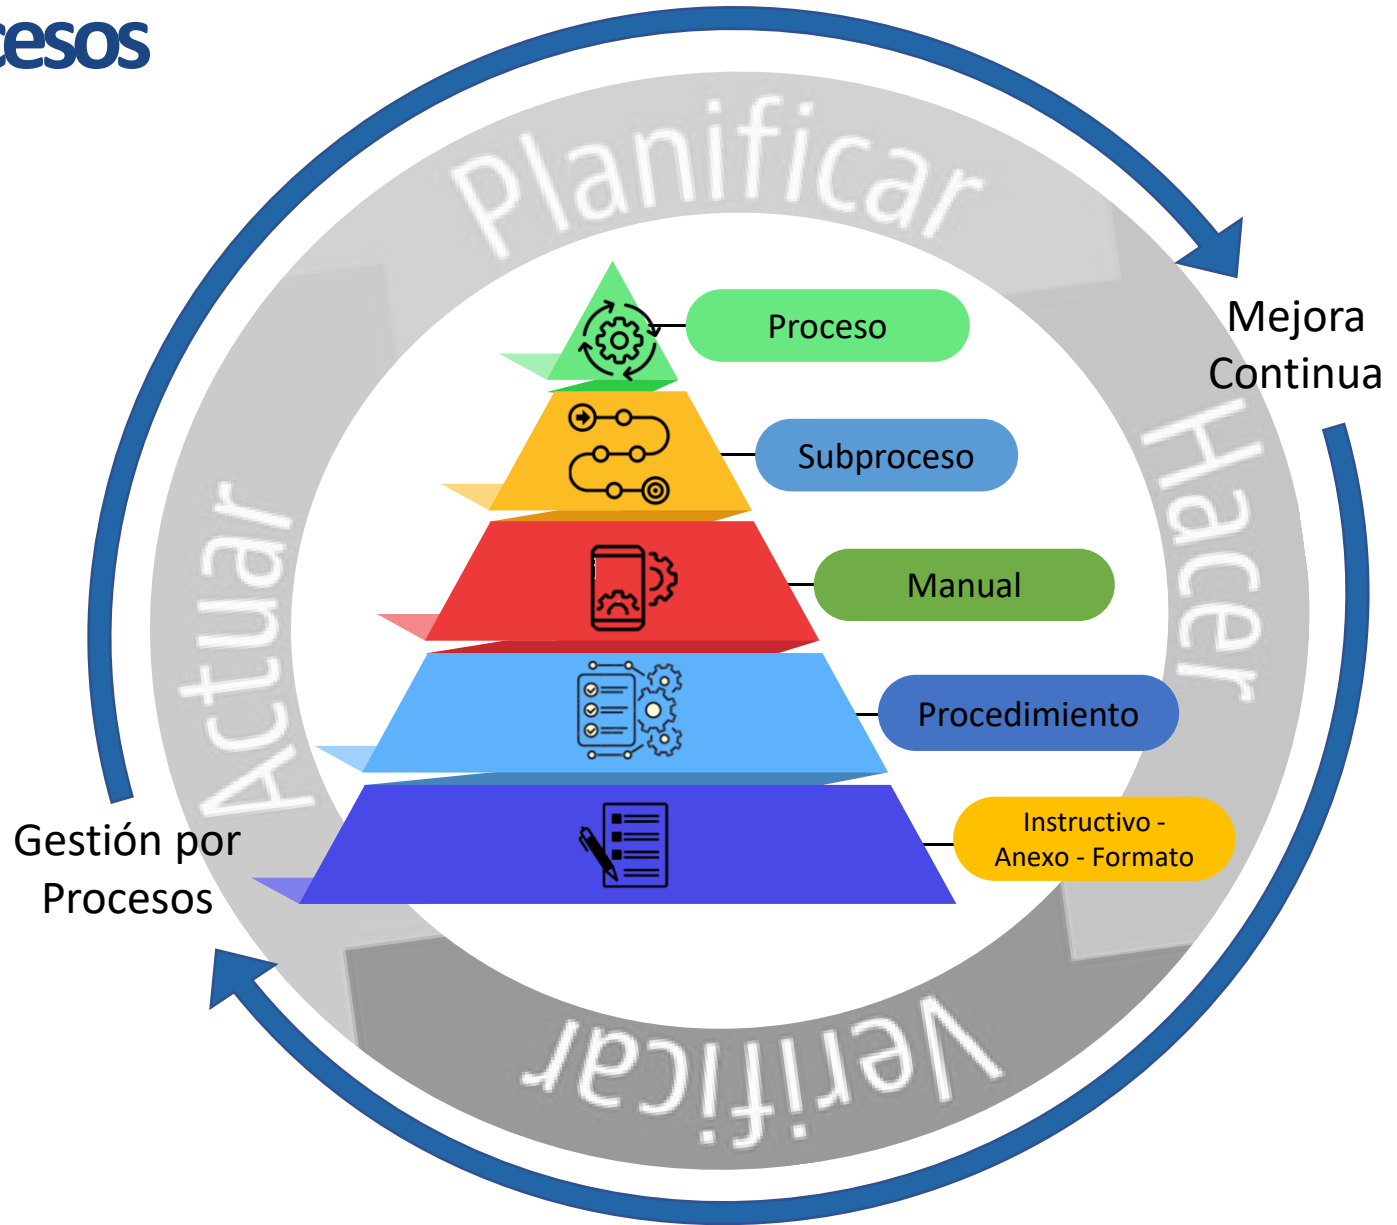 cesos
Planificar
Proceso
Mejora
Continua
Hacer
Subproceso
Actuar
Manual
Procedimiento
Instructivo -
Anexo - Formato
Gestión por
Procesos
Verificar